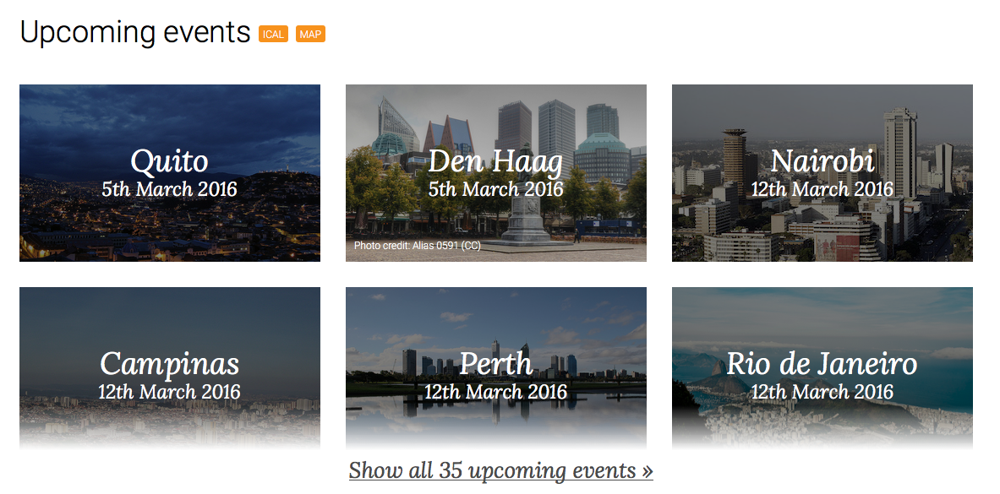 Upcoming events ICAL MAP
Quito
5th March 2016
Den Haag
5th March 2016
Photo credit: Alias 0591 (CC)
Nairobi
12th March 2016
Campinas
12th March 2016
Perth
12th March 2016
Rio de Janeiro
12th March 2016
Show all 35 upcoming events »